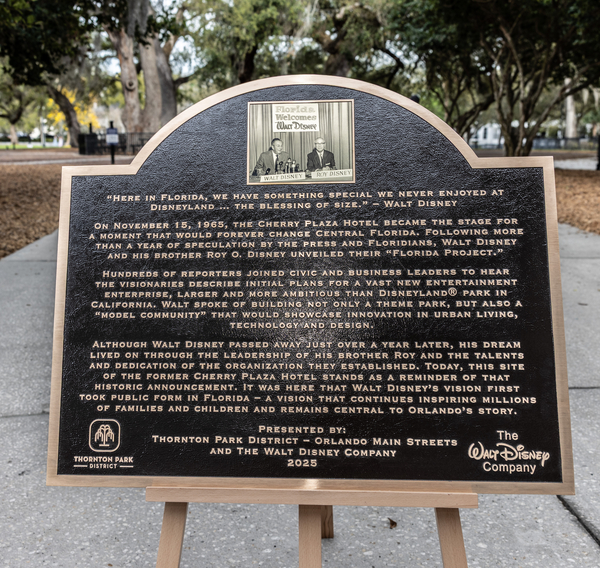 Florida
Welcomes
WALT DISNEY
WALT DISNEY
ROY DISNEY
"HERE IN FLORIDA, WE HAVE SOMETHING SPECIAL WE NEVER ENJOYED AT
DISNEYLAND ... THE BLESSING OF SIZE." – WALT DISNEY
ON NOVEMBER 15, 1965, THE CHERRY PLAZA HOTEL BECAME THE STAGE FOR
A MOMENT THAT WOULD FOREVER CHANGE CENTRAL FLORIDA. FOLLOWING MORE
THAN A YEAR OF SPECULATION BY THE PRESS AND FLORIDIANS, WALT DISNEY
AND HIS BROTHER ROY O. DISNEY UNVEILED THEIR "FLORIDA PROJECT."
HUNDREDS OF REPORTERS JOINED CIVIC AND BUSINESS LEADERS TO HEAR
THE VISIONARIES DESCRIBE INITIAL PLANS FOR A VAST NEW ENTERTAINMENT
ENTERPRISE, LARGER AND MORE AMBITIOUS THAN DISNEYLAND® PARK IN
CALIFORNIA. WALT SPOKE OF BUILDING NOT ONLY A THEME PARK, BUT ALSO A
"MODEL COMMUNITY" THAT WOULD SHOWCASE INNOVATION IN URBAN LIVING,
TECHNOLOGY AND DESIGN.
ALTHOUGH WALT DISNEY PASSED AWAY JUST OVER A YEAR LATER, HIS DREAM
LIVED ON THROUGH THE LEADERSHIP OF HIS BROTHER ROY AND THE TALENTS
AND DEDICATION OF THE ORGANIZATION THEY ESTABLISHED. TODAY, THIS SITE
OF THE FORMER CHERRY PLAZA HOTEL STANDS AS A REMINDER OF THAT
HISTORIC ANNOUNCEMENT. IT WAS HERE THAT WALT DISNEY'S VISION FIRST
TOOK PUBLIC FORM IN FLORIDA – A VISION THAT CONTINUES INSPIRING MILLIONS
OF FAMILIES AND CHILDREN AND REMAINS CENTRAL TO ORLANDO'S STORY.
PRESENTED BY:
THORNTON PARK DISTRICT – ORLANDO MAIN STREETS
AND THE WALT DISNEY COMPANY
2025
THORNTON PARK
DISTRICT
The
WALT DISNEY
Company